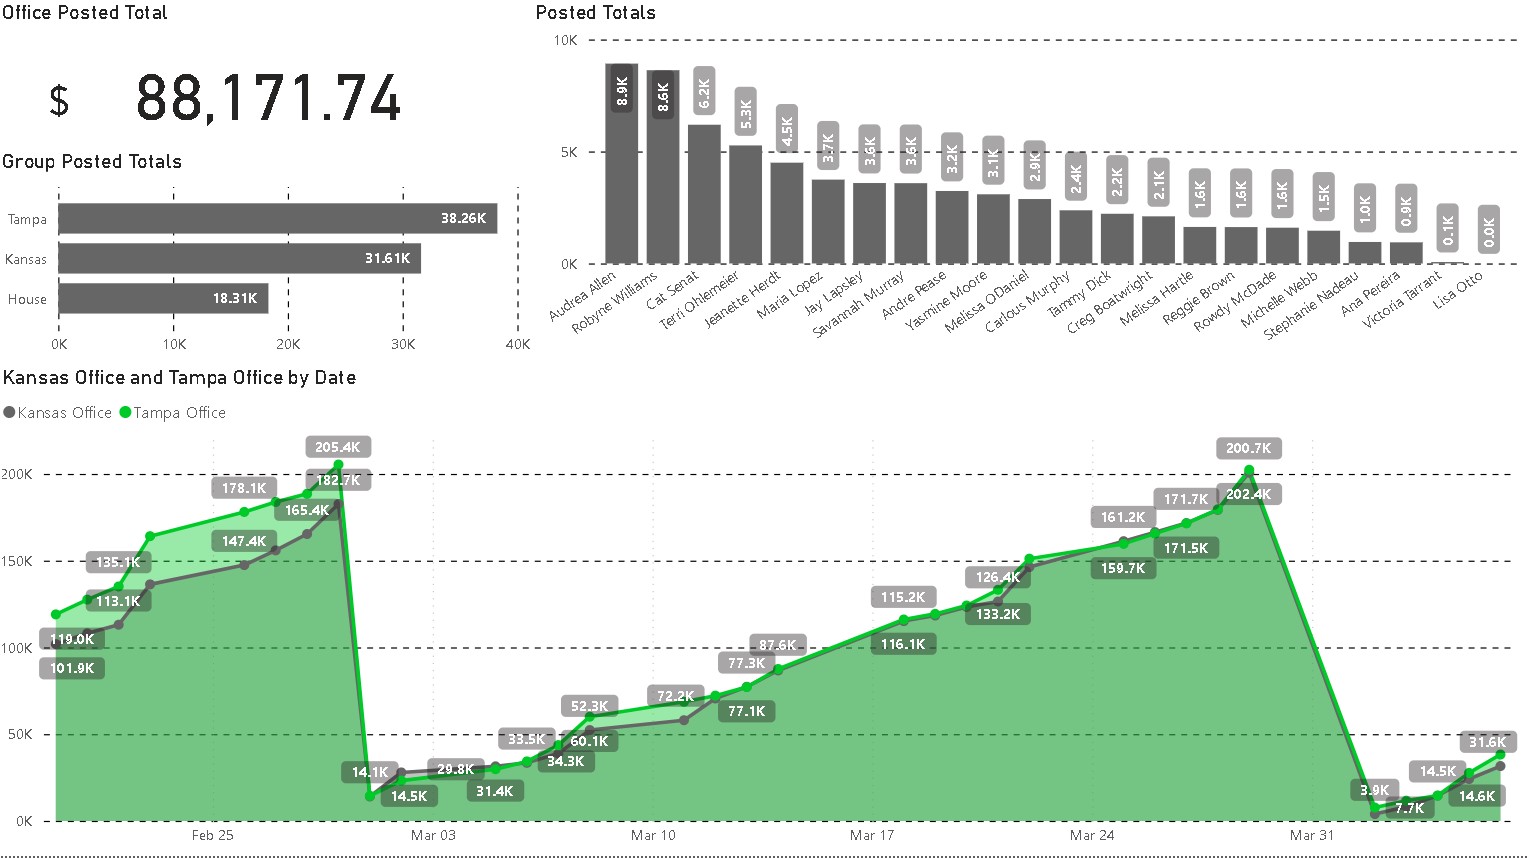 Office Posted Total
$ 88,171.74
Group Posted Totals
Tampa 38.26K
Kansas 31.61K
House 18.31K
0K 10K 20K 30K 40K
Posted Totals
10K
5K
0K
8.9K 8.6K 6.2K 5.3K 4.5K 3.7K 3.6K 3.6K 3.2K 3.1K 2.9K 2.4K 2.2K 2.1K 1.6K 1.6K 1.6K 1.5K 1.0K 0.9K 0.1K 0.0K
Audrea Allen
Robyne Williams
Cat Senat
Terri Ohlemeier
Jeanette Herdt
Maria Lopez
Jay Lapsley
Savannah Murray
Andre Pease
Yasmine Moore
Melissa ODaniel
Carlous Murphy
Tammy Dick
Creg Boatwright
Melissa Hartle
Reggie Brown
Rowdy McDade
Michelle Webb
Stephanie Nadeau
Ana Pereira
Victoria Tarrant
Lisa Otto
Kansas Office and Tampa Office by Date
Kansas Office Tampa Office
200K
150K
100K
50K
0K
119.0K
101.9K
135.1K
113.1K
178.1K
147.4K
165.4K
205.4K
182.7K
14.1K
14.5K
29.8K
31.4K
33.5K
34.3K
52.3K
60.1K
72.2K
77.3K
77.1K
87.6K
115.2K
116.1K
126.4K
133.2K
161.2K
159.7K
171.7K
171.5K
200.7K
202.4K
3.9K
7.7K
14.5K
14.6K
31.6K
Feb 25 Mar 03 Mar 10 Mar 17 Mar 24 Mar 31